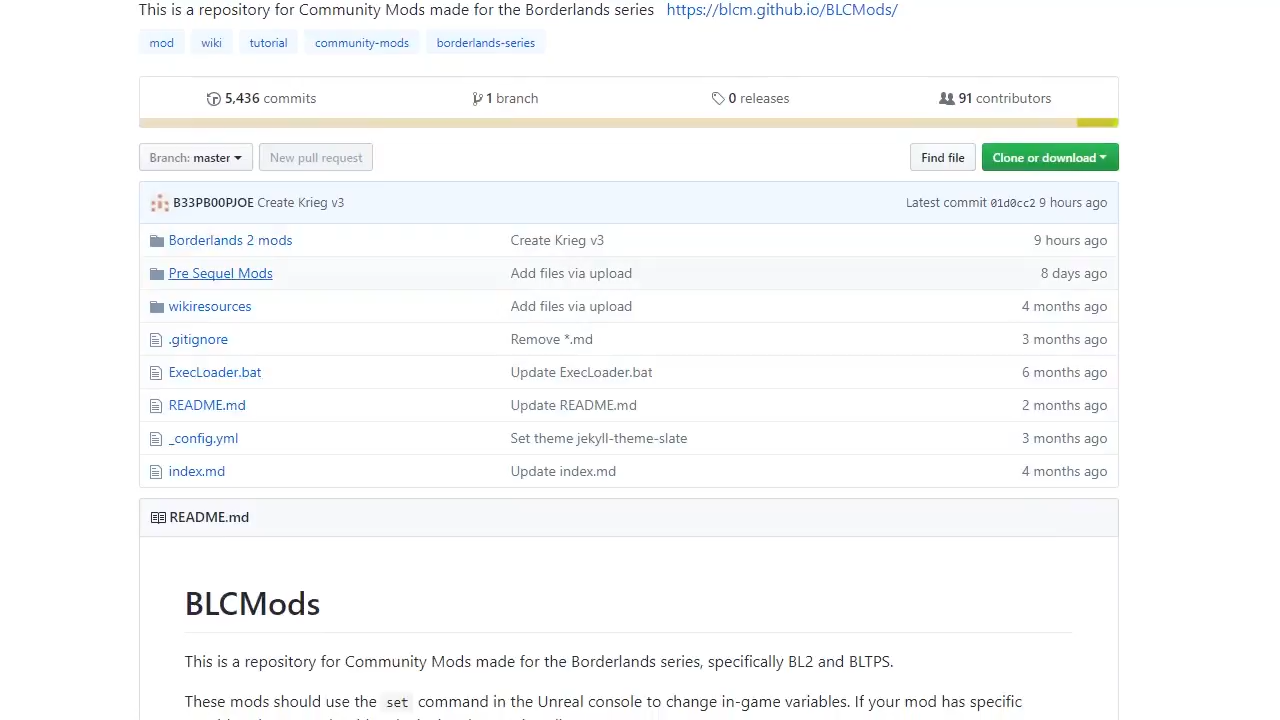 This is a repository for Community Mods made for the Borderlands series https://blcm.github.io/BLCMods/
mod wiki tutorial community-mods borderlands-series
5,436 commits 1 branch 0 releases 91 contributors
Branch: master New pull request Find file Clone or download
B33PB00PJOE Create Krieg v3 Latest commit 01d0cc2 9 hours ago
Borderlands 2 mods Create Krieg v3 9 hours ago
Pre Sequel Mods Add files via upload 8 days ago
wikiresources Add files via upload 4 months ago
.gitignore Remove *.md 3 months ago
ExecLoader.bat Update ExecLoader.bat 6 months ago
README.md Update README.md 2 months ago
_config.yml Set theme jekyll-theme-slate 3 months ago
index.md Update index.md 4 months ago
README.md
BLCMods
This is a repository for Community Mods made for the Borderlands series, specifically BL2 and BLTPS.
These mods should use the set command in the Unreal console to change in-game variables. If your mod has specific